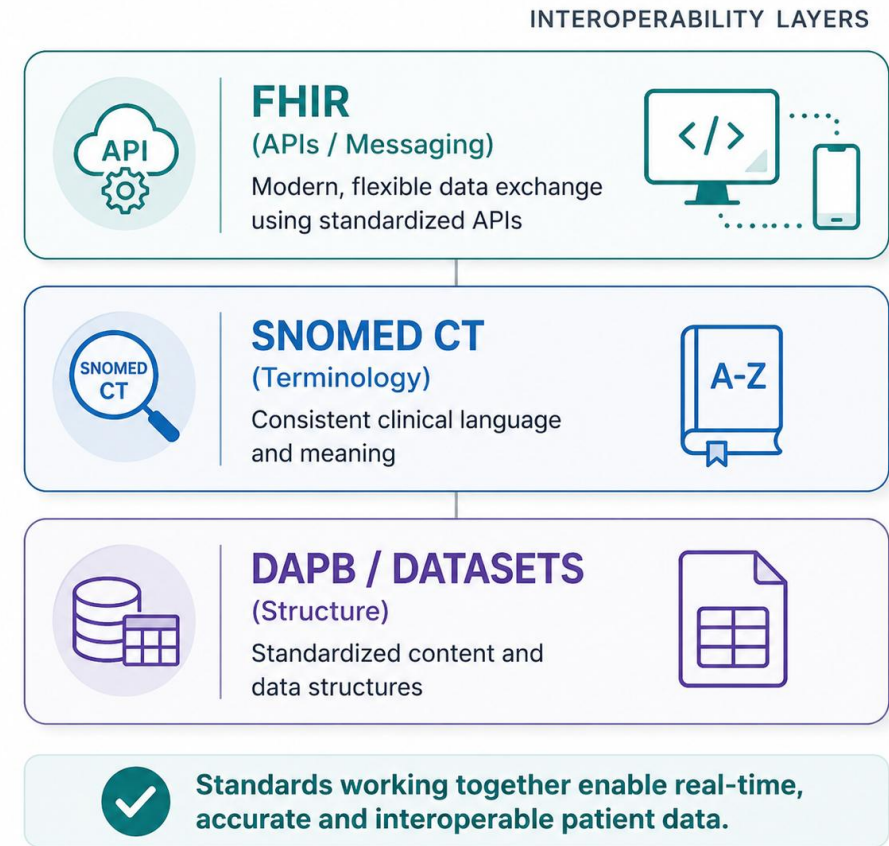 INTEROPERABILITY LAYERS
API
FHIR
(APIs / Messaging)
Modern, flexible data exchange
using standardized APIs
</>
SNOMED
CT
SNOMED CT
(Terminology)
Consistent clinical language
and meaning
A-Z
DAPB / DATASETS
(Structure)
Standardized content and
data structures
Standards working together enable real-time,
accurate and interoperable patient data.